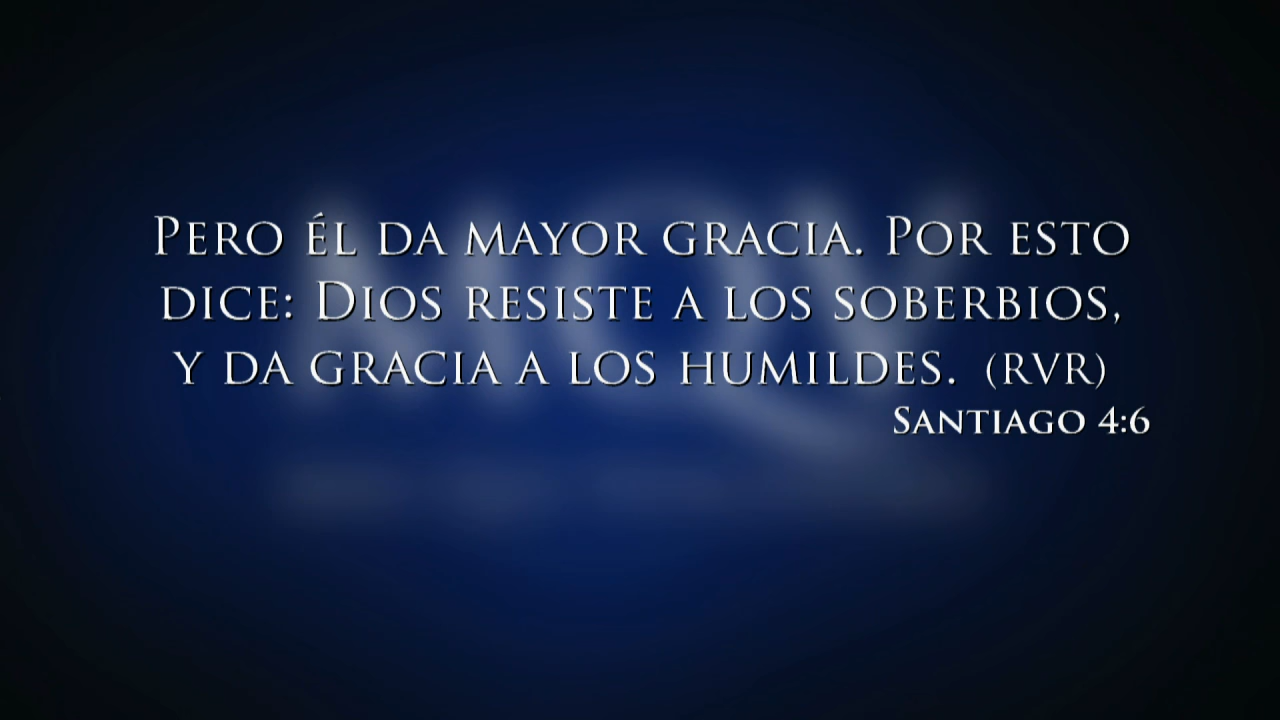 Pero él da mayor gracia. Por esto
dice: Dios resiste a los soberbios,
y da gracia a los humildes. (RVR)
Santiago 4:6